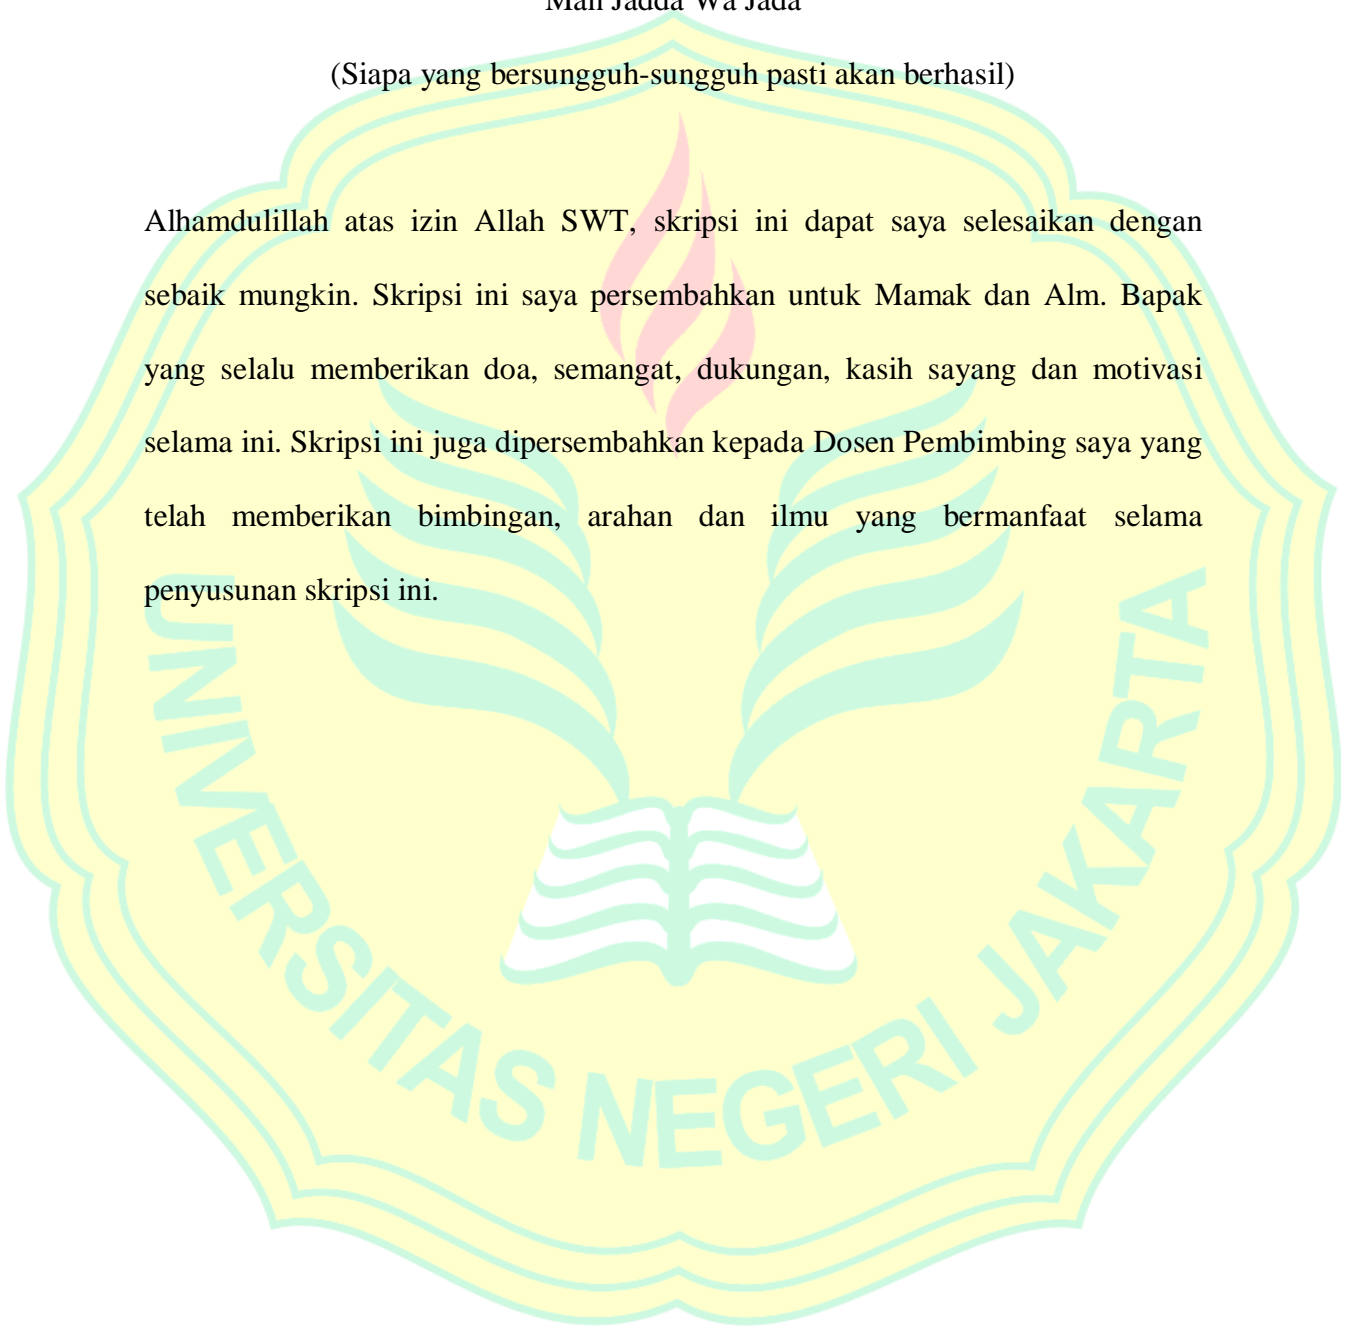 Man Jadda Wa Jada
(Siapa yang bersungguh-sungguh pasti akan berhasil)
Alhamdulillah atas izin Allah SWT, skripsi ini dapat saya selesaikan dengan
sebaik mungkin. Skripsi ini saya persembahkan untuk Mamak dan Alm. Bapak
yang selalu memberikan doa, semangat, dukungan, kasih sayang dan motivasi
selama ini. Skripsi ini juga dipersembahkan kepada Dosen Pembimbing saya yang
telah memberikan bimbingan, arahan dan ilmu yang bermanfaat selama
penyusunan skripsi ini.
UNIVERSITAS NEGERI JAKARTA